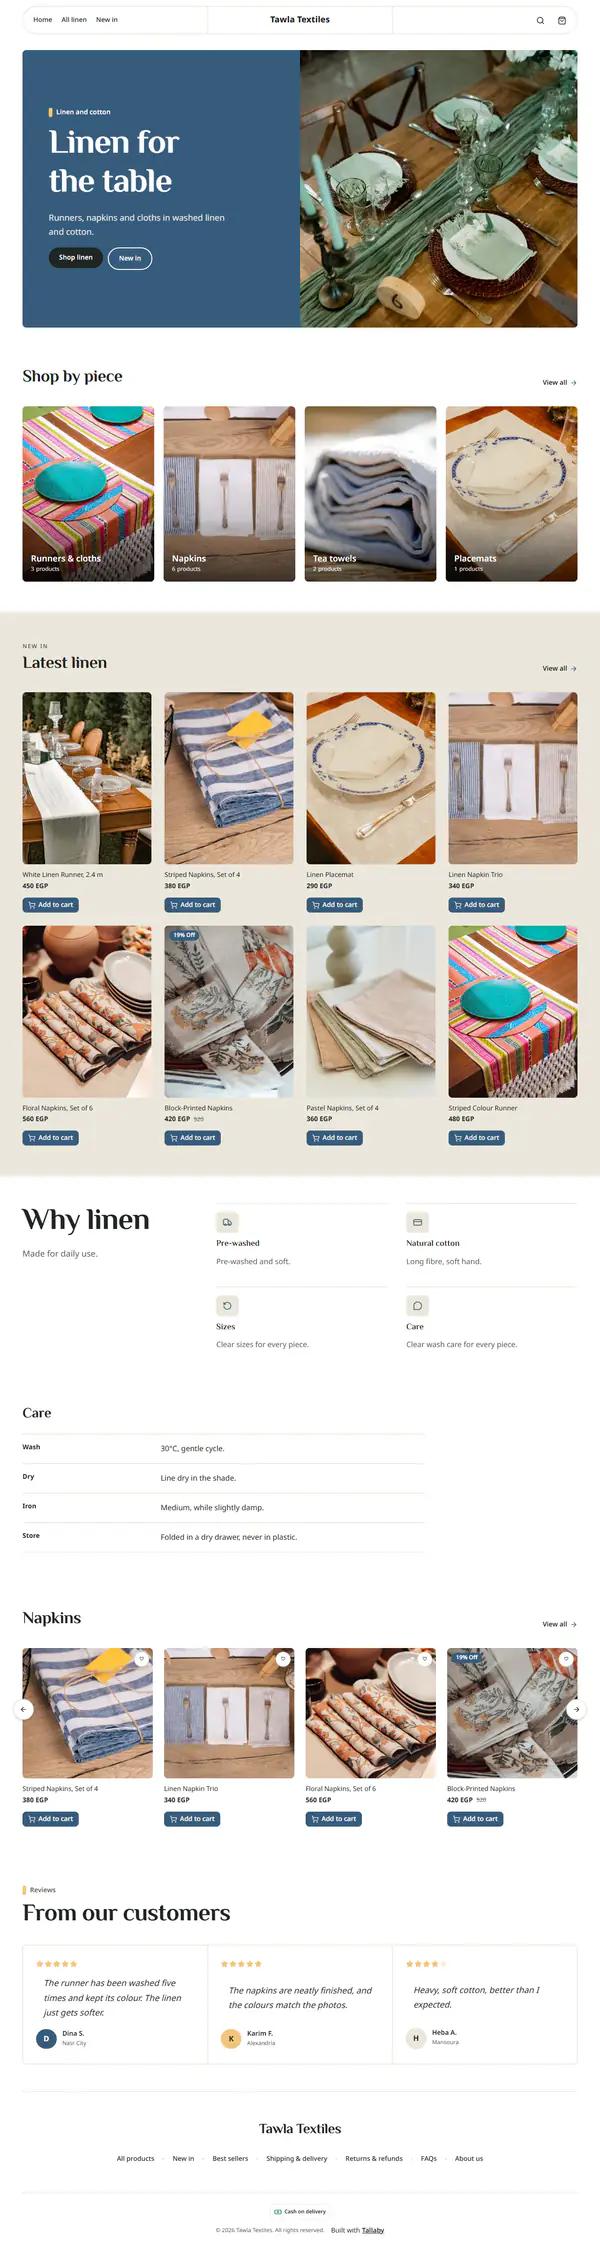 Home All linen New in
Tawla Textiles
Linen and cotton
Linen for
the table
Runners, napkins and cloths in washed linen
and cotton.
Shop linen
New in
6
Shop by piece
View all →
Runners & cloths
3 products
Napkins
6 products
Tea towels
2 products
Placemats
1 products
NEW IN
Latest linen
View all →
White Linen Runner, 2.4 m
450 EGP
Add to cart
Striped Napkins, Set of 4
380 EGP
Add to cart
Linen Placemat
290 EGP
Add to cart
Linen Napkin Trio
340 EGP
Add to cart
Floral Napkins, Set of 6
560 EGP
Add to cart
19% Off
Block-Printed Napkins
420 EGP 520
Add to cart
Pastel Napkins, Set of 4
360 EGP
Add to cart
Striped Colour Runner
480 EGP
Add to cart
Why linen
Made for daily use.
Pre-washed
Pre-washed and soft.
Natural cotton
Long fibre, soft hand.
Sizes
Clear sizes for every piece.
Care
Clear wash care for every piece.
Care
Wash 30°C, gentle cycle.
Dry Line dry in the shade.
Iron Medium, while slightly damp.
Store Folded in a dry drawer, never in plastic.
Napkins
View all →
Striped Napkins, Set of 4
380 EGP
Add to cart
Linen Napkin Trio
340 EGP
Add to cart
Floral Napkins, Set of 6
560 EGP
Add to cart
19% Off
Block-Printed Napkins
420 EGP 520
Add to cart
Reviews
From our customers
The runner has been washed five
times and kept its colour. The linen
just gets softer.
D
Dina S.
Nasr City
The napkins are neatly finished, and
the colours match the photos.
K
Karim F.
Alexandria
Heavy, soft cotton, better than I
expected.
H
Heba A.
Mansoura
Tawla Textiles
All products · New in · Best sellers · Shipping & delivery · Returns & refunds · FAQs · About us
Cash on delivery
© 2026 Tawla Textiles. All rights reserved. Built with Tallaby